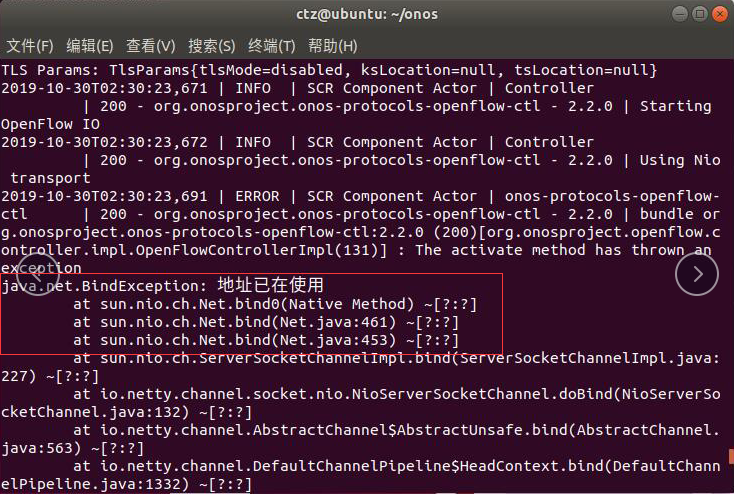 ctz@ubuntu: ~/onos
文件(F) 编辑(E) 查看(V) 搜索(S) 终端(T) 帮助(H)
TLS Params: TlsParams{tlsMode=disabled, ksLocation=null, tsLocation=null}
2019-10-30T02:30:23,671 | INFO  | SCR Component Actor | Controller
         | 200 - org.onosproject.onos-protocols-openflow-ctl - 2.2.0 | Starting
OpenFlow IO
2019-10-30T02:30:23,672 | INFO  | SCR Component Actor | Controller
         | 200 - org.onosproject.onos-protocols-openflow-ctl - 2.2.0 | Using Nio
 transport
2019-10-30T02:30:23,691 | ERROR | SCR Component Actor | onos-protocols-openflow-
ctl      | 200 - org.onosproject.onos-protocols-openflow-ctl - 2.2.0 | bundle or
g.onosproject.onos-protocols-openflow-ctl:2.2.0 (200)[org.onosproject.openflow.c
ontroller.impl.OpenFlowControllerImpl(131)] : The activate method has thrown an
exception
java.net.BindException: 地址已在使用
        at sun.nio.ch.Net.bind0(Native Method) ~[?:?]
        at sun.nio.ch.Net.bind(Net.java:461) ~[?:?]
        at sun.nio.ch.Net.bind(Net.java:453) ~[?:?]
        at sun.nio.ch.ServerSocketChannelImpl.bind(ServerSocketChannelImpl.java:
227) ~[?:?]
        at io.netty.channel.socket.nio.NioServerSocketChannel.doBind(NioServerSo
cketChannel.java:132) ~[?:?]
        at io.netty.channel.AbstractChannel$AbstractUnsafe.bind(AbstractChannel.
java:563) ~[?:?]
        at io.netty.channel.DefaultChannelPipeline$HeadContext.bind(DefaultChann
elPipeline.java:1332) ~[?:?]